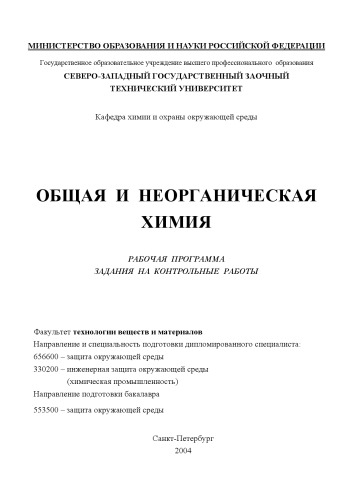 МИНИСТЕРСТВО ОБРАЗОВАНИЯ И НАУКИ РОССИЙСКОЙ ФЕДЕРАЦИИ
Государственное образовательное учреждение высшего профессионального образования
СЕВЕРО-ЗАПАДНЫЙ ГОСУДАРСТВЕННЫЙ ЗАОЧНЫЙ
ТЕХНИЧЕСКИЙ УНИВЕРСИТЕТ
Кафедра химии и охраны окружающей среды
ОБЩАЯ И НЕОРГАНИЧЕСКАЯ
ХИМИЯ
РАБОЧАЯ ПРОГРАММА
ЗАДАНИЯ НА КОНТРОЛЬНЫЕ РАБОТЫ
Факультет технологии веществ и материалов
Направление и специальность подготовки дипломированного специалиста:
656600 – защита окружающей среды
330200 – инженерная защита окружающей среды
(химическая промышленность)
Направление подготовки бакалавра
553500 – защита окружающей среды
Санкт-Петербург
2004